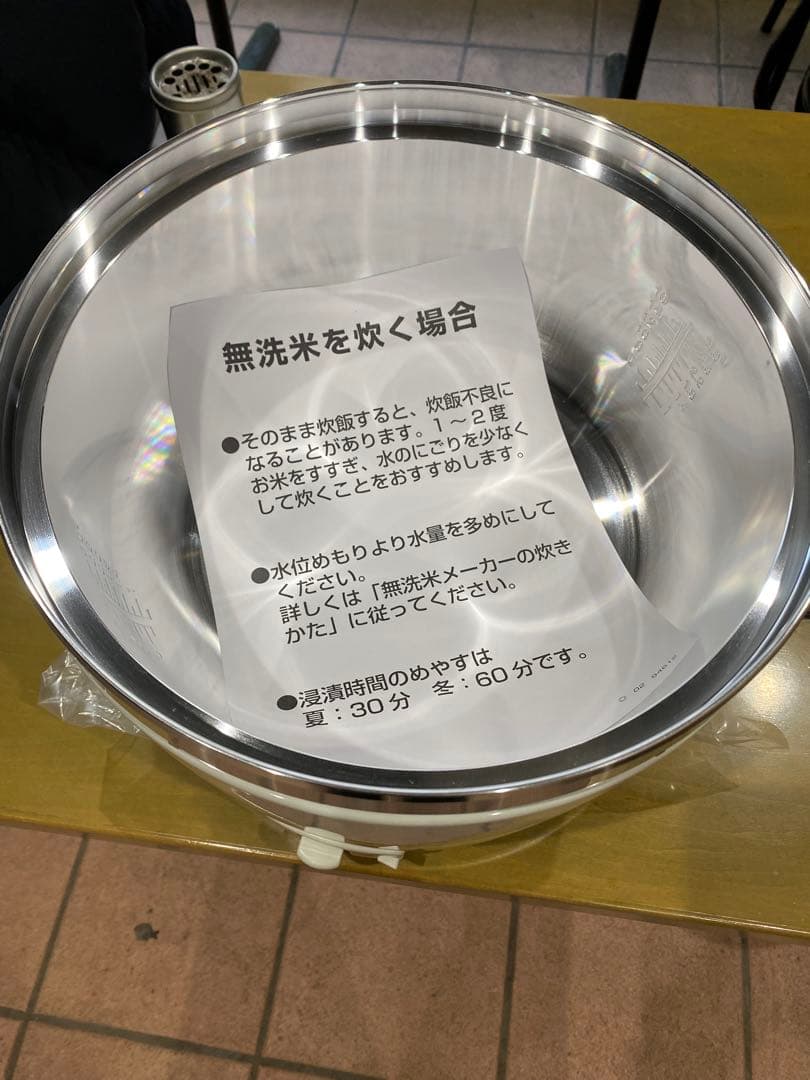 無洗米を炊く場合
●そのまま炊飯すると、炊飯不良に
なることがあります。1～2度
お米をすすぎ、水のにごりを少なく
して炊くことをおすすめします。
●水位めもりより水量を多めにして
ください。
詳しくは「無洗米メーカーの炊き
かた」に従ってください。
●浸漬時間のめやすは
夏：30分 冬：60分です。